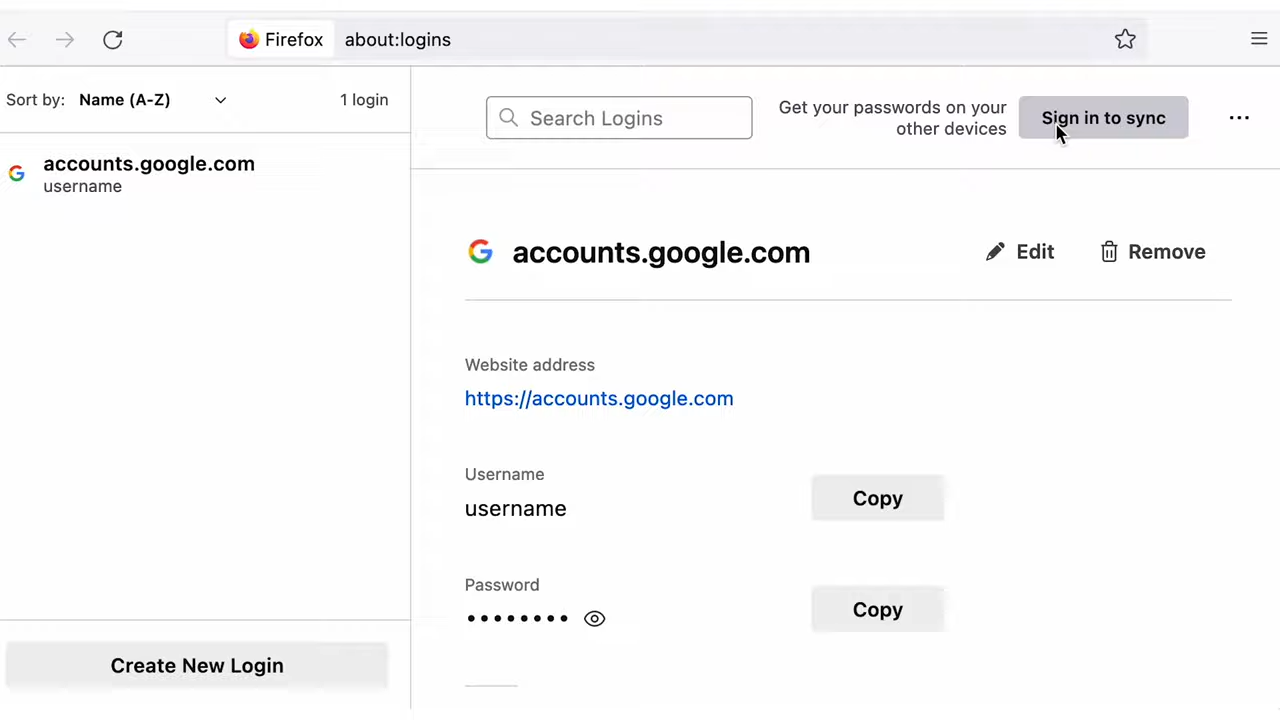 Firefox about:logins
Sort by: Name (A-Z) 1 login
accounts.google.com
username
Create New Login
Search Logins
Get your passwords on your
other devices
Sign in to sync
accounts.google.com
Edit
Remove
Website address
https://accounts.google.com
Username
username
Copy
Password
••••••••
Copy